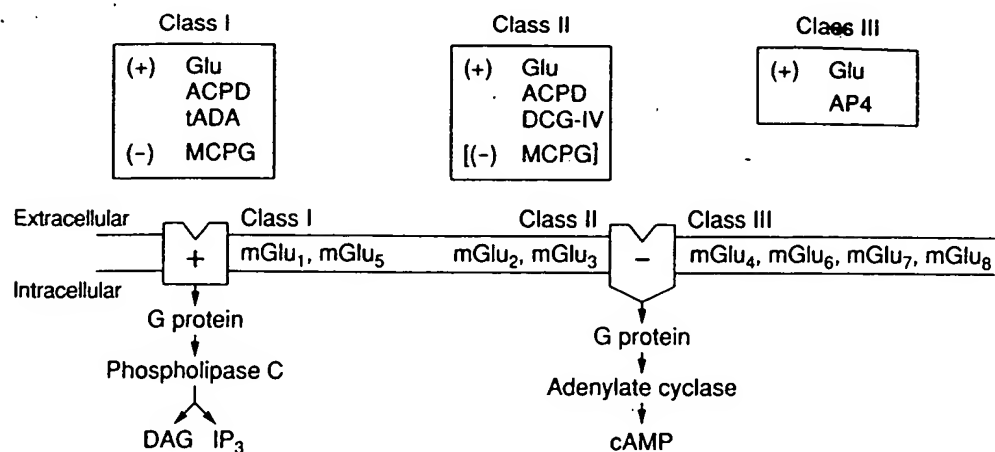 Class I
(+) Glu
ACPD
tADA
(-) MCPG
Class II
(+) Glu
ACPD
DCG-IV
[(-) MCPG]
Class III
(+) Glu
AP4
Extracellular
Intracellular
Class I
mGlu₁, mGlu₅
+
G protein
Phospholipase C
DAG IP₃
Class II
mGlu₂, mGlu₃
−
Class III
mGlu₄, mGlu₆, mGlu₇, mGlu₈
G protein
Adenylate cyclase
cAMP